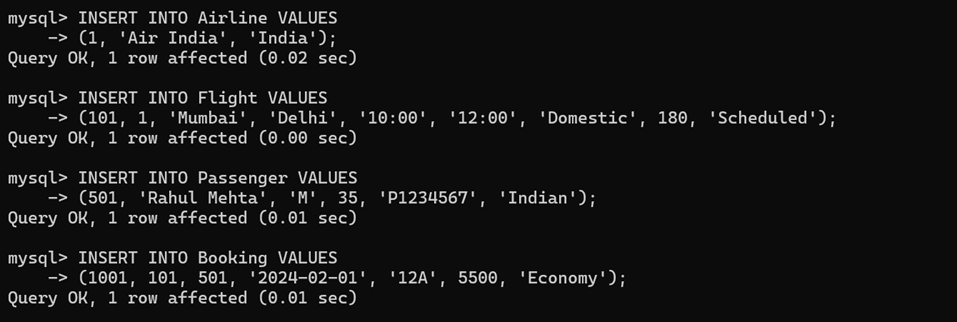 mysql> INSERT INTO Airline VALUES
    -> (1, 'Air India', 'India');
Query OK, 1 row affected (0.02 sec)

mysql> INSERT INTO Flight VALUES
    -> (101, 1, 'Mumbai', 'Delhi', '10:00', '12:00', 'Domestic', 180, 'Scheduled');
Query OK, 1 row affected (0.00 sec)

mysql> INSERT INTO Passenger VALUES
    -> (501, 'Rahul Mehta', 'M', 35, 'P1234567', 'Indian');
Query OK, 1 row affected (0.01 sec)

mysql> INSERT INTO Booking VALUES
    -> (1001, 101, 501, '2024-02-01', '12A', 5500, 'Economy');
Query OK, 1 row affected (0.01 sec)